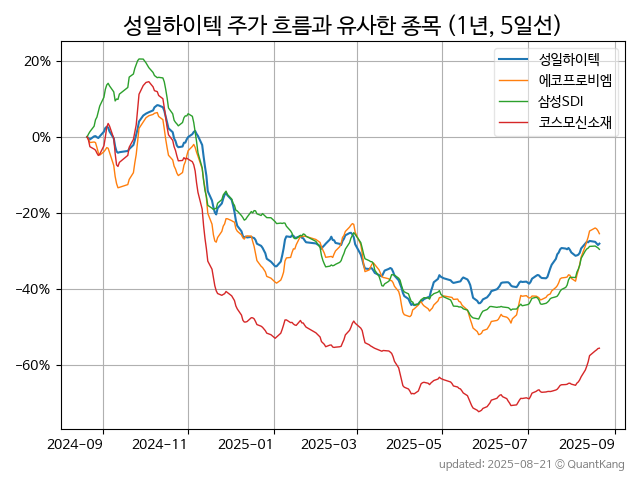 성일하이텍 주가 흐름과 유사한 종목 (1년, 5일선)
성일하이텍
에코프로비엠
삼성SDI
코스모신소재
20%
0%
−20%
−40%
−60%
2024-09
2024-11
2025-01
2025-03
2025-05
2025-07
2025-09
updated: 2025-08-21 © QuantKang